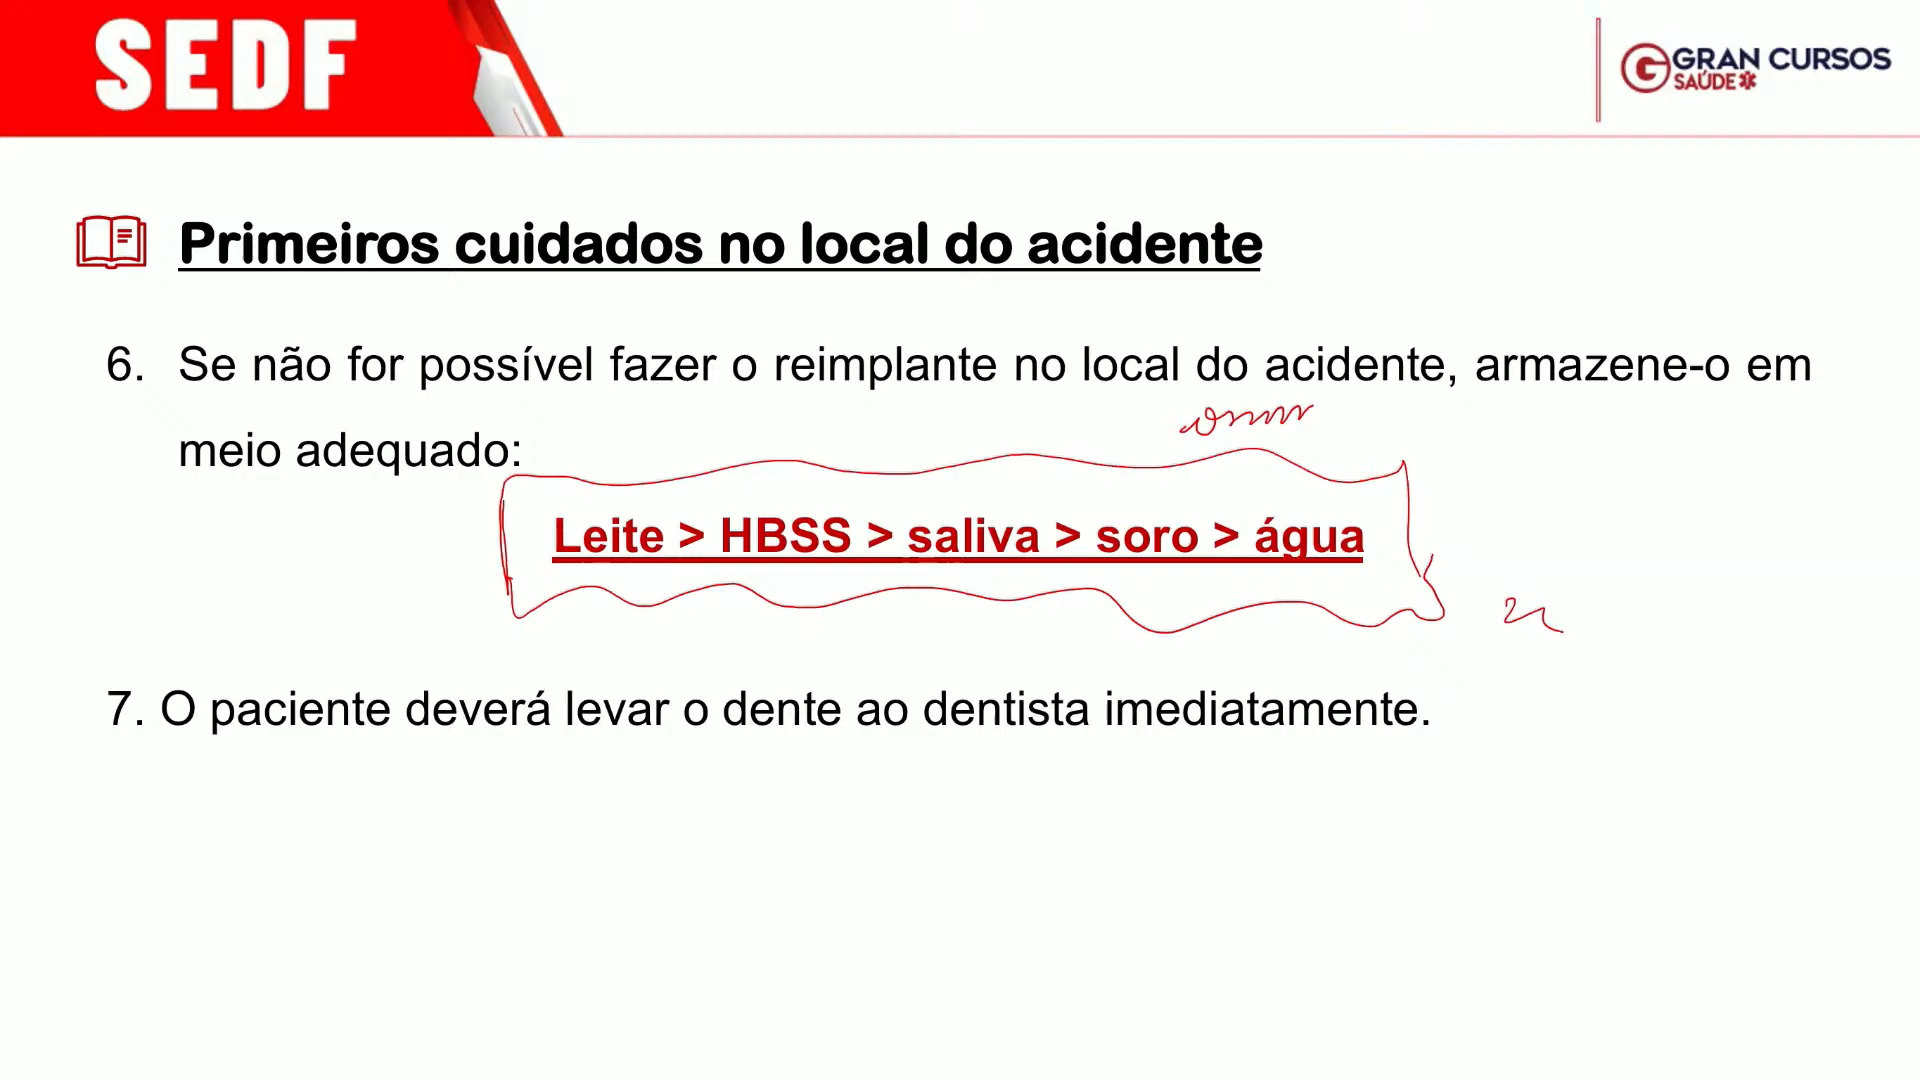 SEDF
GRAN CURSOS
SAÚDE
Primeiros cuidados no local do acidente
6. Se não for possível fazer o reimplante no local do acidente, armazene-o em
meio adequado:
Leite > HBSS > saliva > soro > água
7. O paciente deverá levar o dente ao dentista imediatamente.